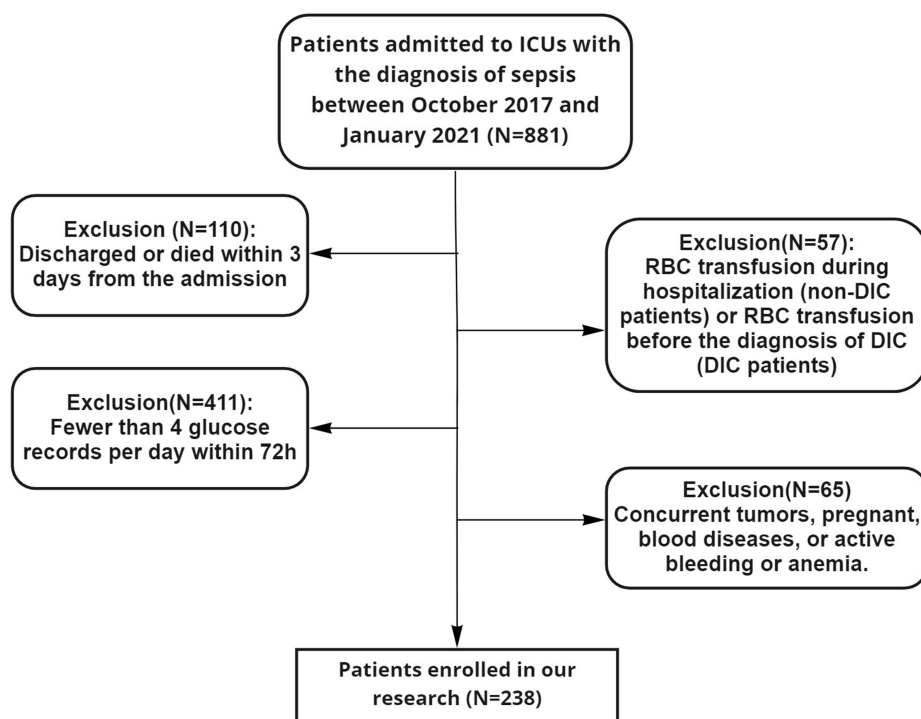 Patients admitted to ICUs with
the diagnosis of sepsis
between October 2017 and
January 2021 (N=881)
Exclusion (N=110):
Discharged or died within 3
days from the admission
Exclusion(N=57):
RBC transfusion during
hospitalization (non-DIC
patients) or RBC transfusion
before the diagnosis of DIC
(DIC patients)
Exclusion(N=411):
Fewer than 4 glucose
records per day within 72h
Exclusion(N=65)
Concurrent tumors, pregnant,
blood diseases, or active
bleeding or anemia.
Patients enrolled in our
research (N=238)